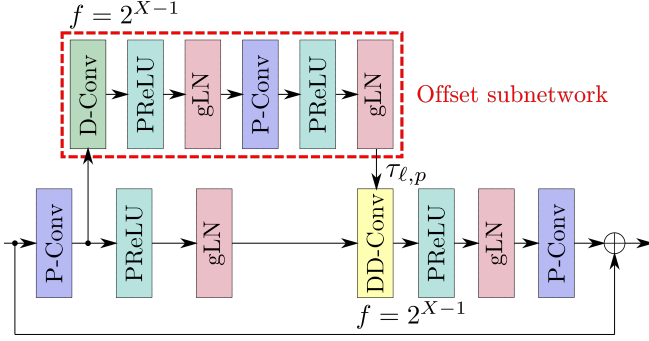 f = 2^{X-1}
D-Conv
PReLU
gLN
P-Conv
PReLU
gLN
Offset subnetwork
τ_{ℓ,p}
P-Conv
PReLU
gLN
DD-Conv
PReLU
gLN
P-Conv
f = 2^{X-1}